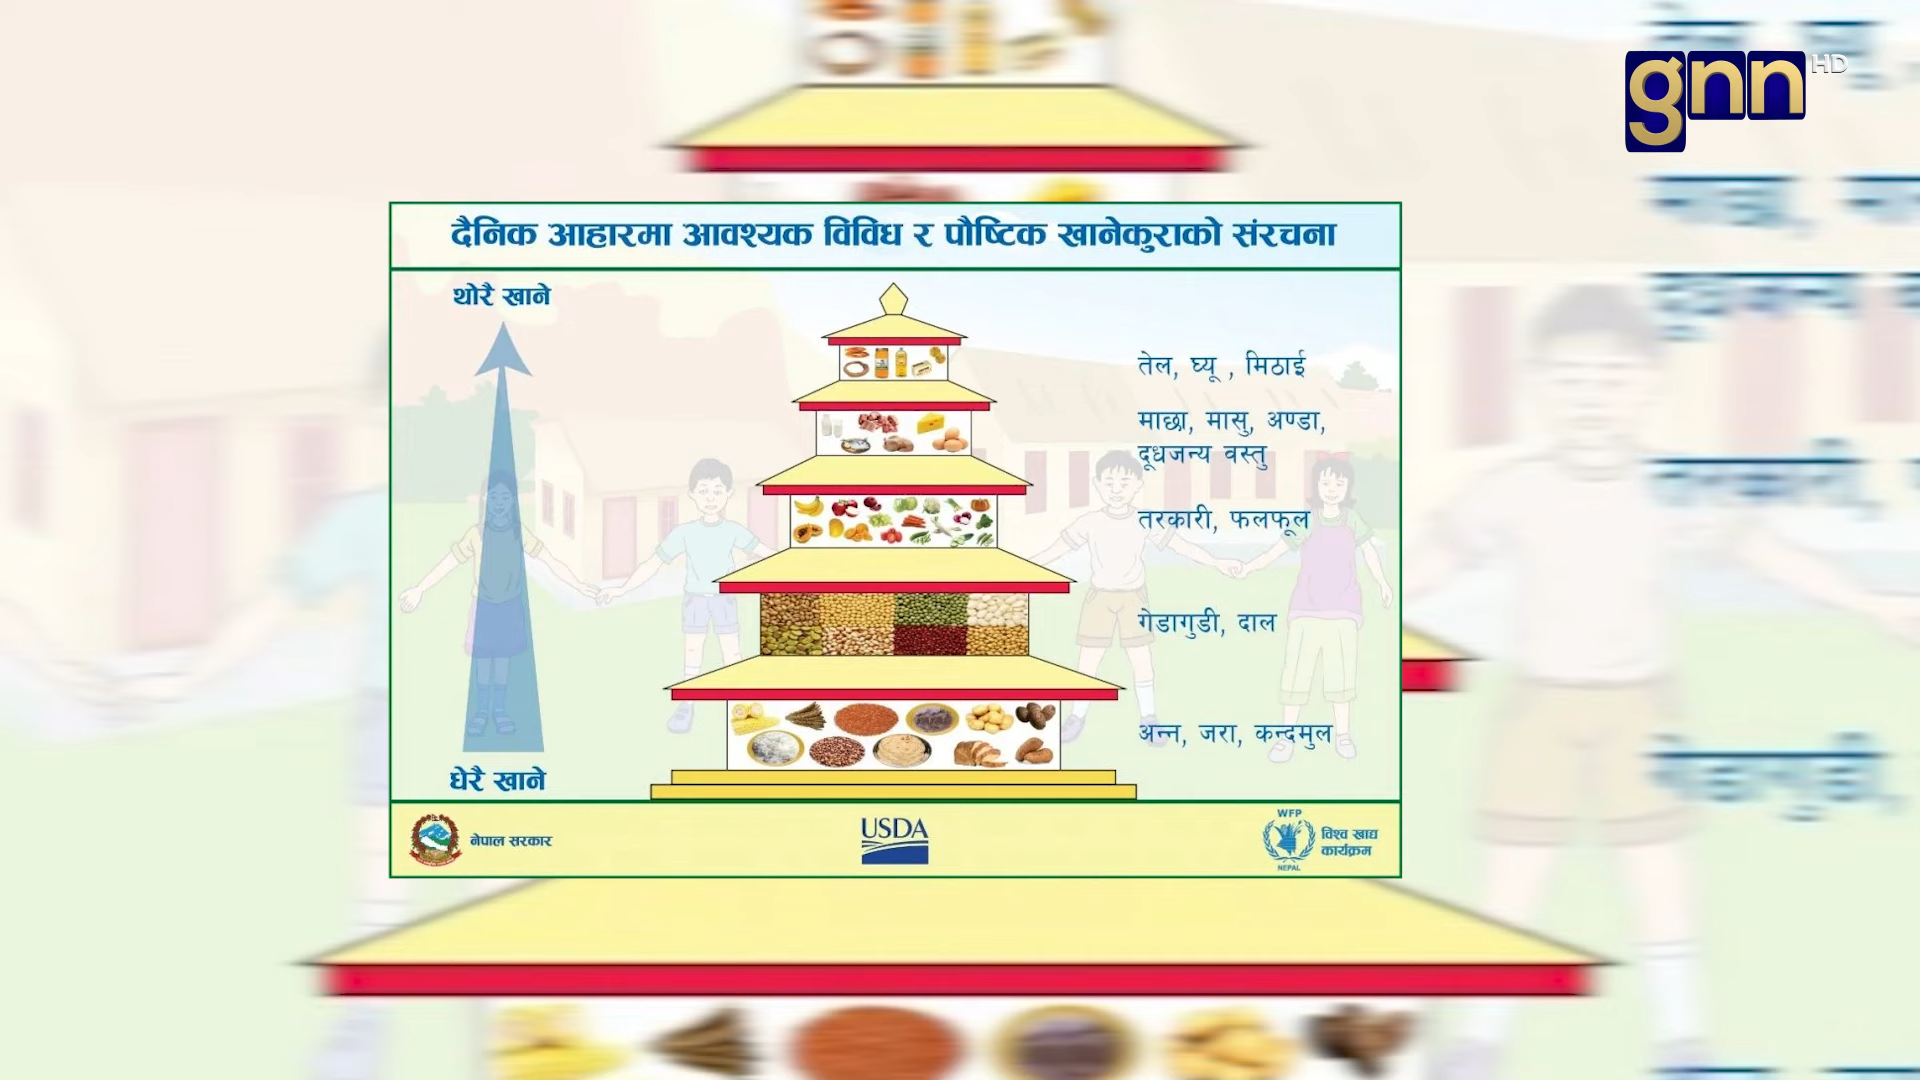 gnn HD
दैनिक आहारमा आवश्यक विविध र पौष्टिक खानेकुराको संरचना
थोरै खाने
तेल, घ्यू , मिठाई
माछा, मासु, अण्डा,
दूधजन्य वस्तु
तरकारी, फलफूल
गेडागुडी, दाल
अन्न, जरा, कन्दमुल
धेरै खाने
नेपाल सरकार
USDA
WFP
विश्व खाद्य
कार्यक्रम
NEPAL